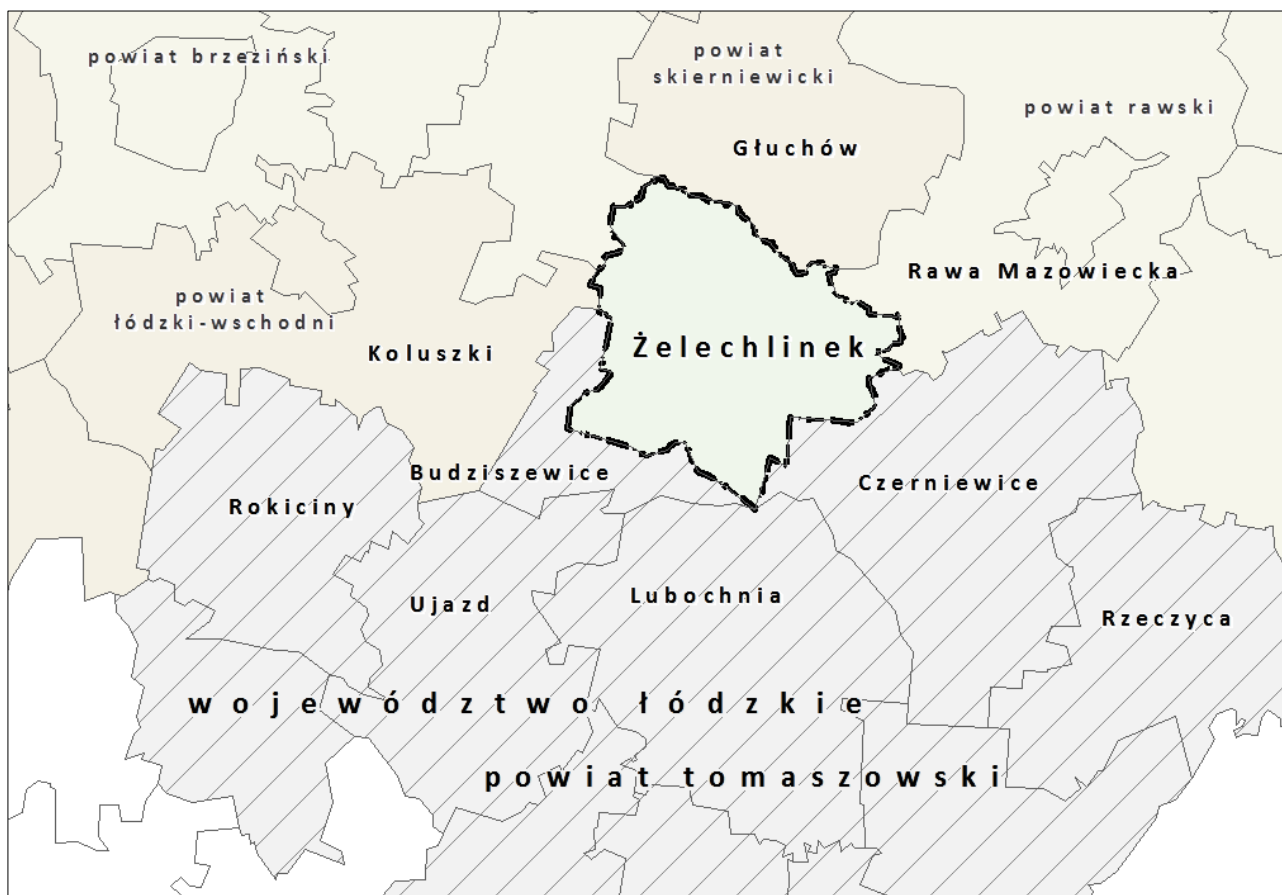 powiat brzeziński
powiat
skierniewicki
powiat rawski
Głuchów
Rawa Mazowiecka
powiat
łódzki-wschodni
Koluszki
Żelechlinek
Budziszewice
Czerniewice
Rokiciny
Ujazd
Lubochnia
Rzeczyca
województwo łódzkie
powiat tomaszowski